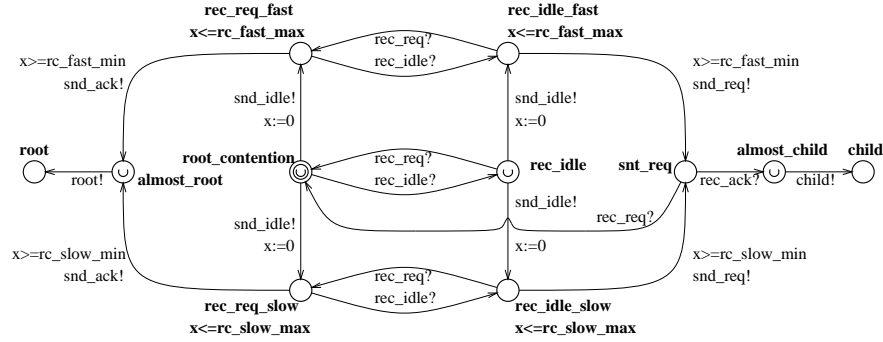 rec_req_fast
x<=rc_fast_max
rec_idle_fast
x<=rc_fast_max
rec_req?
rec_idle?
x>=rc_fast_min
snd_ack!
x>=rc_fast_min
snd_req!
snd_idle!
x:=0
snd_idle!
x:=0
root
root!
almost_root
root_contention
rec_req?
rec_idle?
rec_idle
snt_req
almost_child
child
rec_ack?
child!
snd_idle!
x:=0
snd_idle!
x:=0
rec_req?
x>=rc_slow_min
snd_ack!
x>=rc_slow_min
snd_req!
rec_req?
rec_idle?
rec_req_slow
x<=rc_slow_max
rec_idle_slow
x<=rc_slow_max